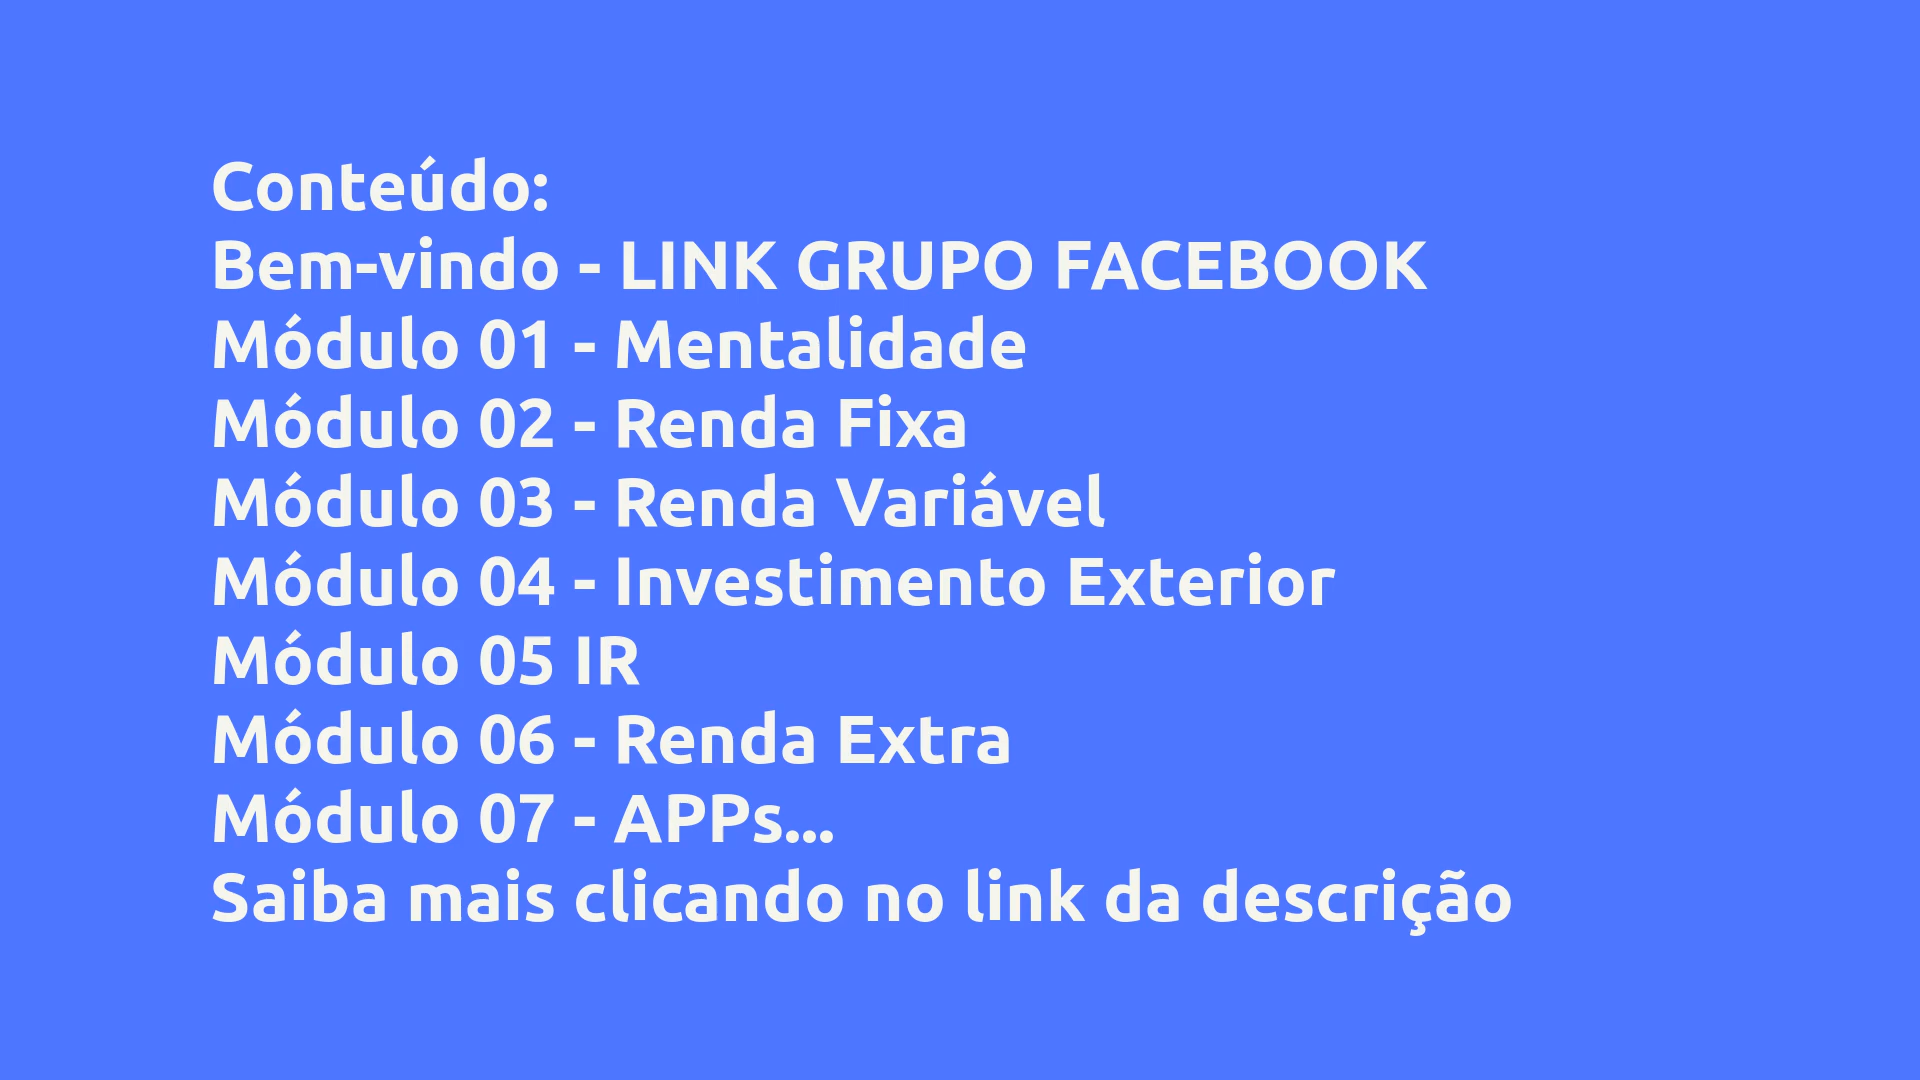 Conteúdo:
Bem-vindo - LINK GRUPO FACEBOOK
Módulo 01 - Mentalidade
Módulo 02 - Renda Fixa
Módulo 03 - Renda Variável
Módulo 04 - Investimento Exterior
Módulo 05 IR
Módulo 06 - Renda Extra
Módulo 07 - APPs...
Saiba mais clicando no link da descrição